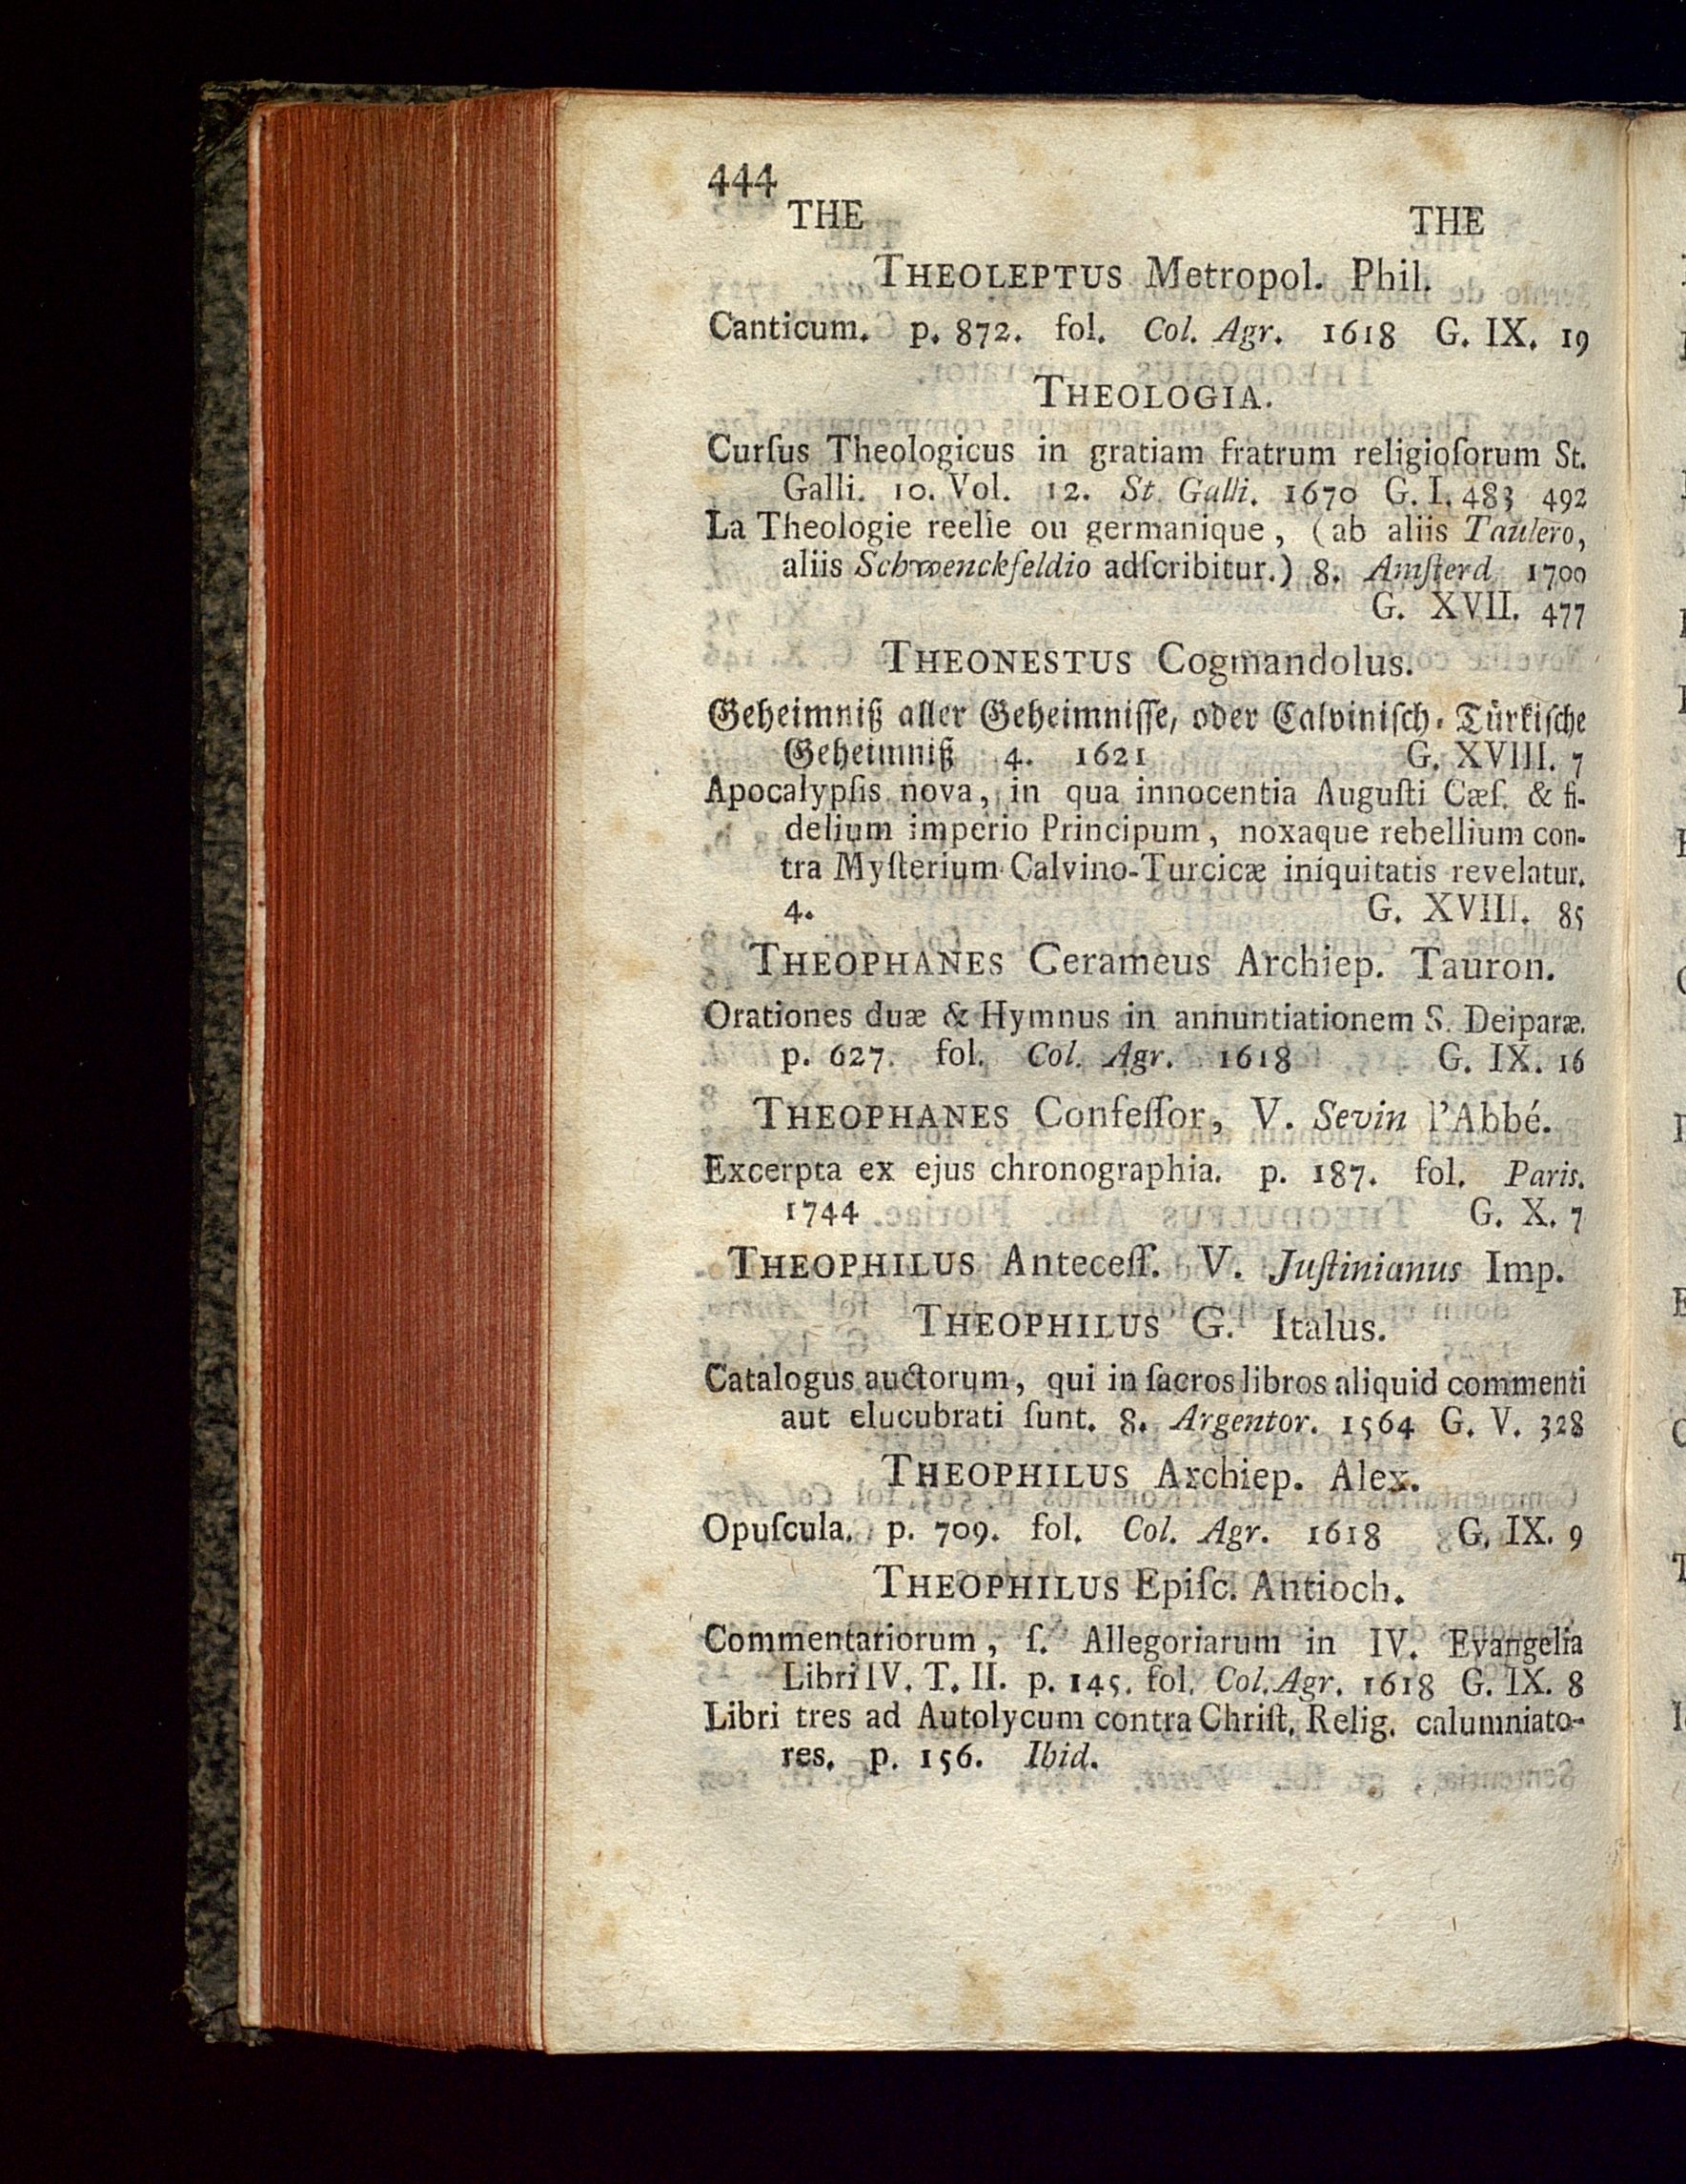 444
THE THE
THEOLEPTUS Metropol. Phil.
Canticum. p. 872. fol. Col. Agr. 1618 G. IX. 19
THEOLOGIA.
Curſus Theologicus in gratiam fratrum religioſorum St.
Galli. 10. Vol. 12. St. Galli. 1670 G. I. 483 492
La Theologie reelle ou germanique, (ab aliis Taulero,
aliis Schwenckfeldio adſcribitur.) 8. Amſterd 1700
G. XVII. 477
THEONESTUS Cogmandolus.
Geheimniß aller Geheimniſſe, oder Calviniſch-Türkiſche
Geheimniß 4. 1621 G. XVIII. 7
Apocalypſis nova, in qua innocentia Auguſti Cæſ. & fi-
delium imperio Principum, noxaque rebellium con-
tra Myſterium Calvino-Turcicæ iniquitatis revelatur.
4. G. XVIII. 85
THEOPHANES Cerameus Archiep. Tauron.
Orationes duæ & Hymnus in annuntiationem S. Deiparæ.
p. 627. fol. Col. Agr. 1618 G. IX. 16
THEOPHANES Confeſſor, V. Sevin l'Abbé.
Excerpta ex ejus chronographia. p. 187. fol. Paris.
1744 G. X. 7
THEOPHILUS Anteceſſ. V. Juſtinianus Imp.
THEOPHILUS G. Italus.
Catalogus auctorum, qui in ſacros libros aliquid commenti
aut elucubrati ſunt. 8. Argentor. 1564 G. V. 328
THEOPHILUS Archiep. Alex.
Opuſcula. p. 709. fol. Col. Agr. 1618 G. IX. 9
THEOPHILUS Epiſc. Antioch.
Commentariorum, ſ. Allegoriarum in IV. Evangelia
Libri IV. T. II. p. 145. fol. Col. Agr. 1618 G. IX. 8
Libri tres ad Autolycum contra Chriſt. Relig. calumniato-
res. p. 156. Ibid.